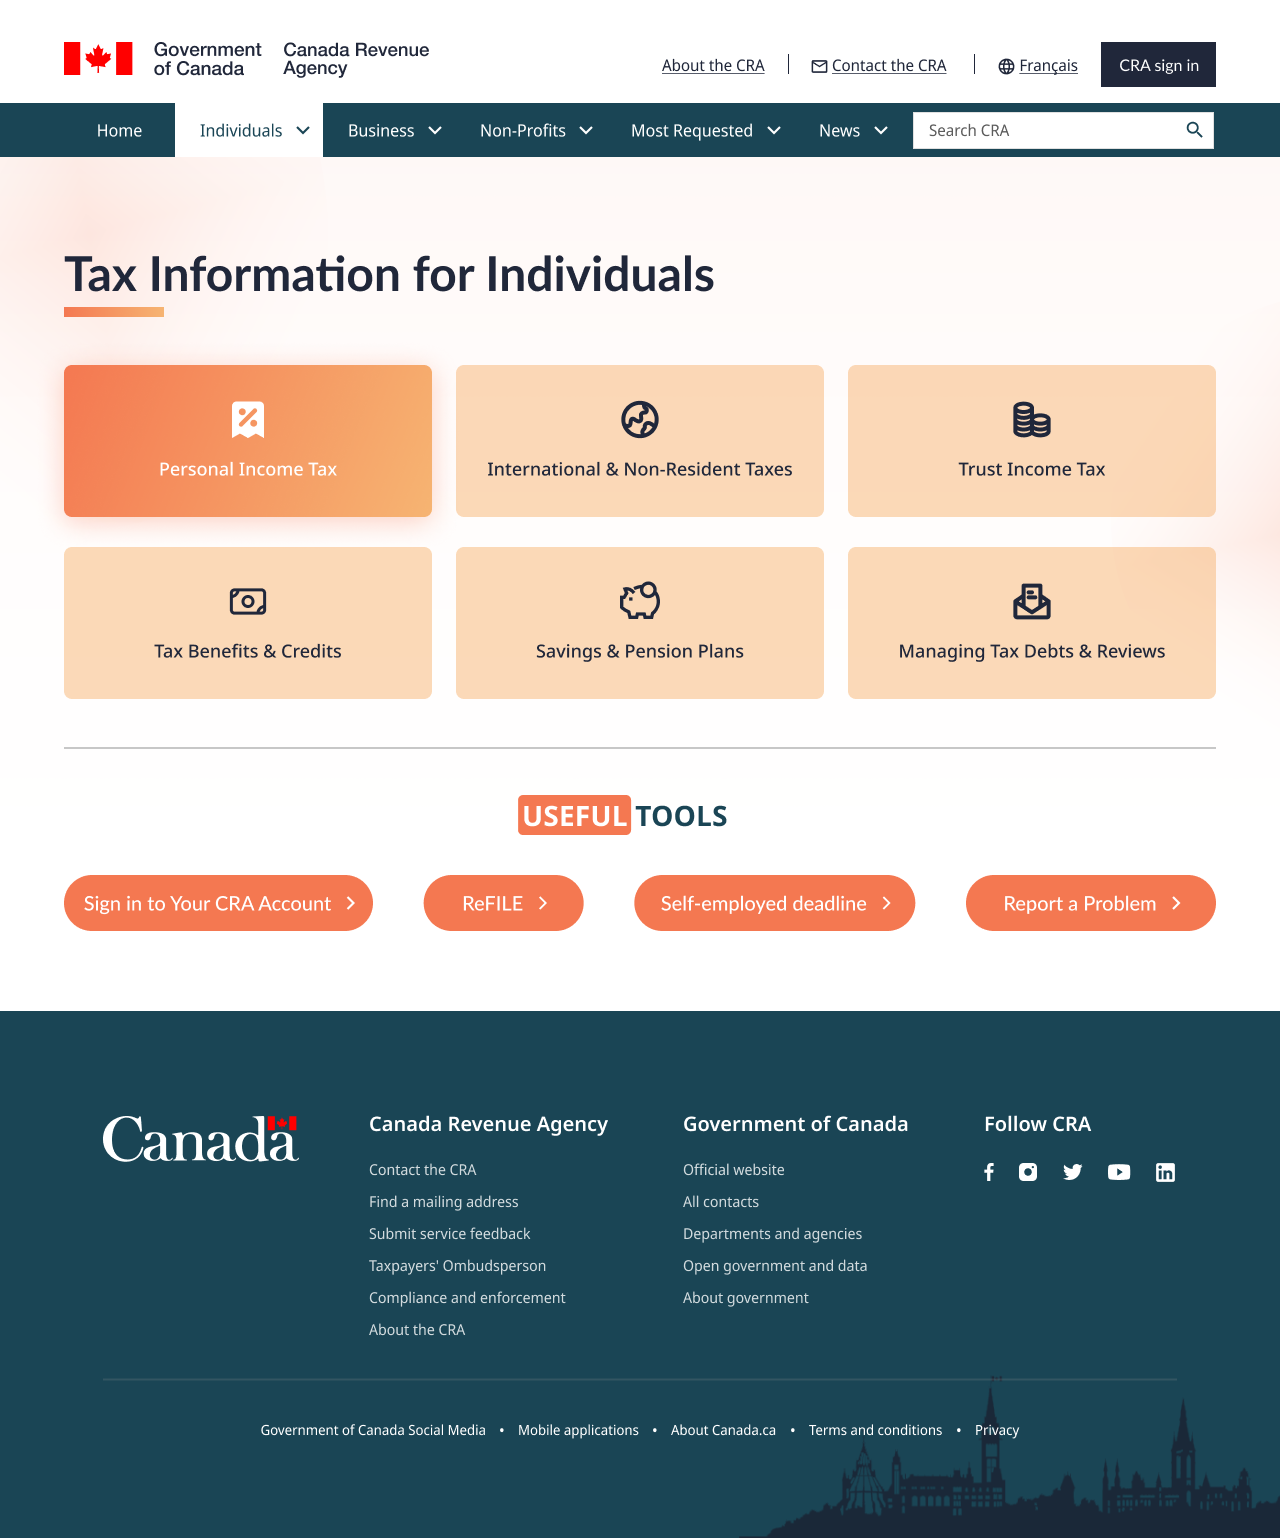 Government
of Canada
Canada Revenue
Agency
About the CRA
Contact the CRA
Français
CRA sign in
Home
Individuals
Business
Non-Profits
Most Requested
News
Search CRA
Tax Information for Individuals
Personal Income Tax
International & Non-Resident Taxes
Trust Income Tax
Tax Benefits & Credits
Savings & Pension Plans
Managing Tax Debts & Reviews
USEFUL TOOLS
Sign in to Your CRA Account
ReFILE
Self-employed deadline
Report a Problem
Canada
Canada Revenue Agency
Contact the CRA
Find a mailing address
Submit service feedback
Taxpayers' Ombudsperson
Compliance and enforcement
About the CRA
Government of Canada
Official website
All contacts
Departments and agencies
Open government and data
About government
Follow CRA
Government of Canada Social Media • Mobile applications • About Canada.ca • Terms and conditions • Privacy